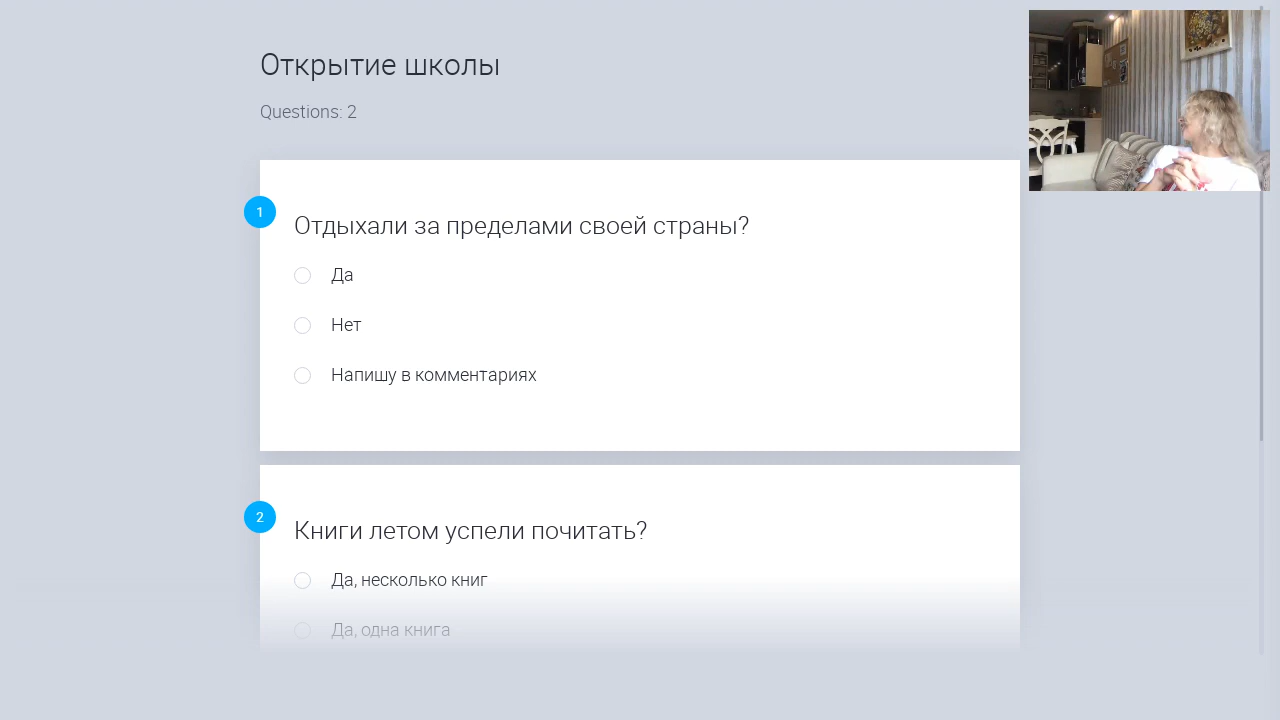 Открытие школы
Questions: 2
1
Отдыхали за пределами своей страны?
Да
Нет
Напишу в комментариях
2
Книги летом успели почитать?
Да, несколько книг
Да, одна книга